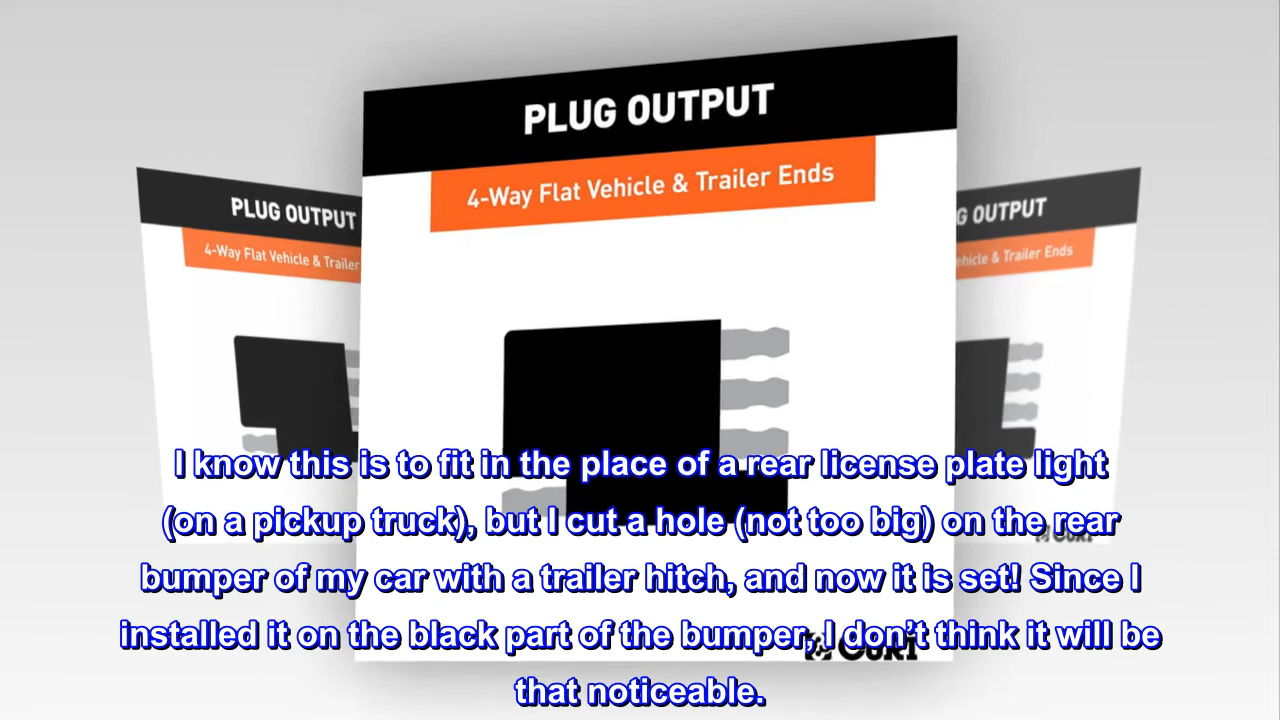 PLUG OUTPUT
4-Way Flat Vehicle & Trailer Ends
PLUG OUTPUT
4-Way Flat Vehicle & Trailer
G OUTPUT
ehicle & Trailer Ends
I know this is to fit in the place of a rear license plate light
(on a pickup truck), but I cut a hole (not too big) on the rear
bumper of my car with a trailer hitch, and now it is set! Since I
installed it on the black part of the bumper, I don't think it will be
that noticeable.
CURT
CURT